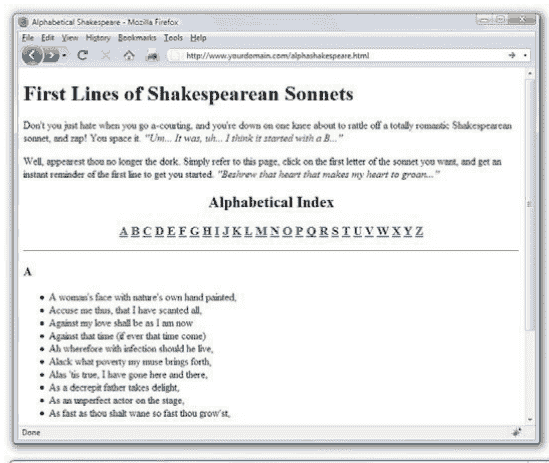 Alphabetical Shakespeare - Mozilla Firefox
File Edit View History Bookmarks Tools Help
http://www.yourdomain.com/alphashakespeare.html
First Lines of Shakespearean Sonnets
Don't you just hate when you go a-courting, and you're down on one knee about to rattle off a totally romantic Shakespearean
sonnet, and zap! You space it. "Um... It was, uh... I think it started with a B..."
Well, appearest thou no longer the dork. Simply refer to this page, click on the first letter of the sonnet you want, and get an
instant reminder of the first line to get you started. "Beshrew that heart that makes my heart to groan..."
Alphabetical Index
A B C D E F G H I J K L M N O P Q R S T U V W X Y Z
A
• A woman's face with nature's own hand painted,
• Accuse me thus, that I have scanted all,
• Against my love shall be as I am now
• Against that time (if ever that time come)
• Ah wherefore with infection should he live,
• Alack what poverty my muse brings forth,
• Alas 'tis true, I have gone here and there,
• As a decrepit father takes delight,
• As an unperfect actor on the stage,
• As fast as thou shalt wane so fast thou grow'st,
Done